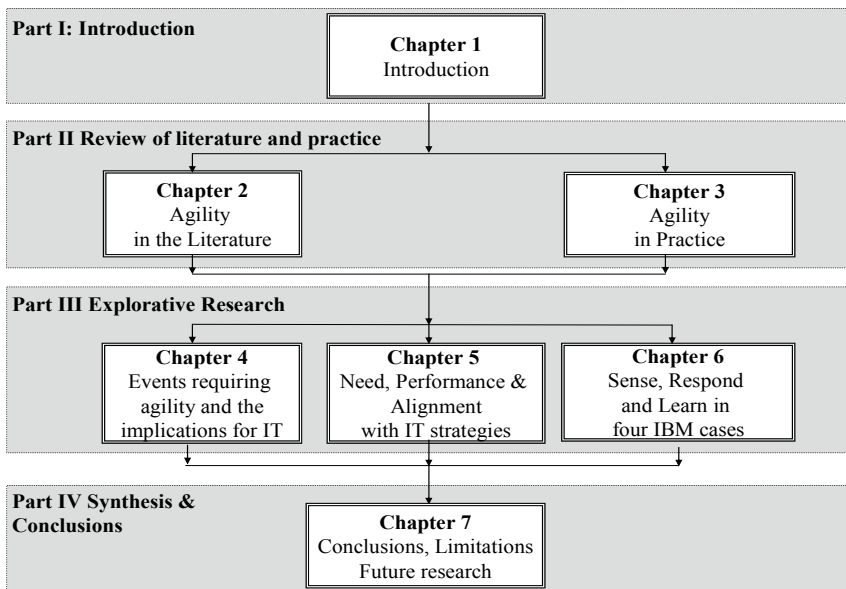 Part I: Introduction
Chapter 1
Introduction
Part II Review of literature and practice
Chapter 2
Agility
in the Literature
Chapter 3
Agility
in Practice
Part III Explorative Research
Chapter 4
Events requiring
agility and the
implications for IT
Chapter 5
Need, Performance &
Alignment
with IT strategies
Chapter 6
Sense, Respond
and Learn in
four IBM cases
Part IV Synthesis &
Conclusions
Chapter 7
Conclusions, Limitations
Future research